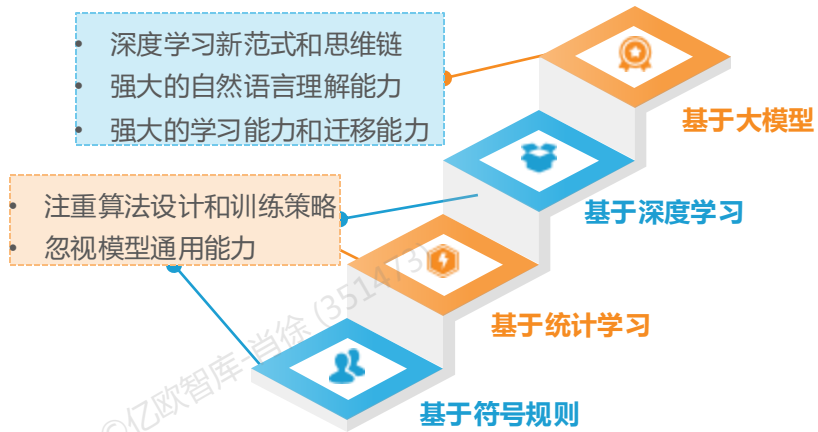 • 深度学习新范式和思维链
• 强大的自然语言理解能力
• 强大的学习能力和迁移能力
基于大模型
• 注重算法设计和训练策略
• 忽视模型通用能力
基于深度学习
基于统计学习
基于符号规则
©亿欧智库-肖徐 (351473)